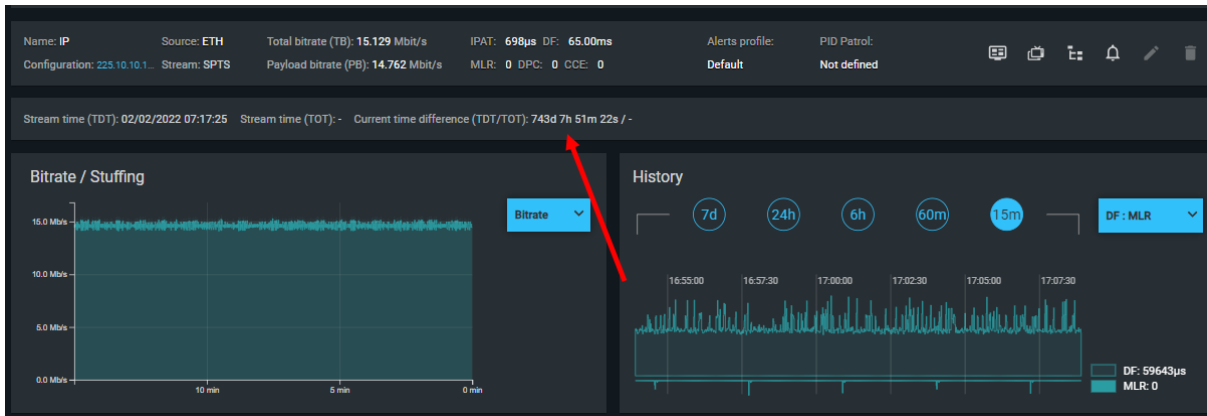 Name: IP Source: ETH Total bitrate (TB): 15.129 Mbit/s IPAT: 698µs DF: 65.00ms Alerts profile: PID Patrol:
Configuration: 225.10.10.1... Stream: SPTS Payload bitrate (PB): 14.762 Mbit/s MLR: 0 DPC: 0 CCE: 0 Default Not defined
Stream time (TDT): 02/02/2022 07:17:25 Stream time (TOT): - Current time difference (TDT/TOT): 743d 7h 51m 22s / -
Bitrate / Stuffing
Bitrate
15.0 Mb/s
10.0 Mb/s
5.0 Mb/s
0.0 Mb/s
10 min 5 min 0 min
History
7d 24h 6h 60m 15m
DF : MLR
16:55:00 16:57:30 17:00:00 17:02:30 17:05:00 17:07:30
DF: 59643µs
MLR: 0